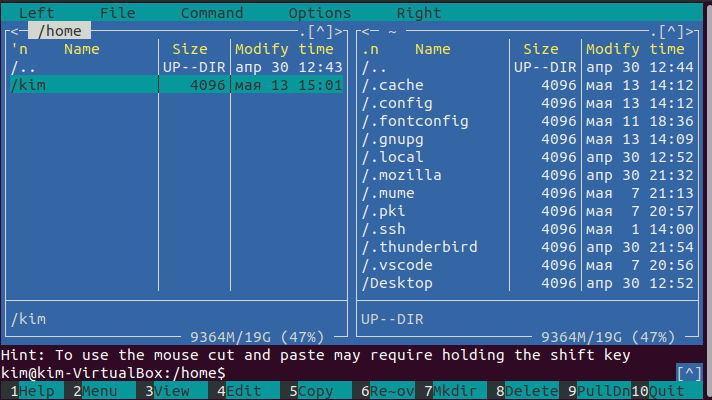 Left File Command Options Right
<─ /home .[^]> <─ ~ .[^]>
'n Name Size Modify time .n Name Size Modify time
/.. UP--DIR апр 30 12:43 /.. UP--DIR апр 30 12:44
/kim 4096 мая 13 15:01 /.cache 4096 мая 13 14:12
/.config 4096 мая 13 14:12
/.fontconfig 4096 мая 11 18:36
/.gnupg 4096 мая 13 14:09
/.local 4096 апр 30 12:52
/.mozilla 4096 апр 30 21:32
/.mume 4096 мая 7 21:13
/.pki 4096 мая 7 20:57
/.ssh 4096 мая 1 14:00
/.thunderbird 4096 апр 30 21:54
/.vscode 4096 мая 7 20:56
/Desktop 4096 апр 30 12:52
/kim UP--DIR
9364M/19G (47%) 9364M/19G (47%)
Hint: To use the mouse cut and paste may require holding the shift key
kim@kim-VirtualBox:/home$ [^]
1Help 2Menu 3View 4Edit 5Copy 6Re~ov 7Mkdir 8Delete 9PullDn 10Quit